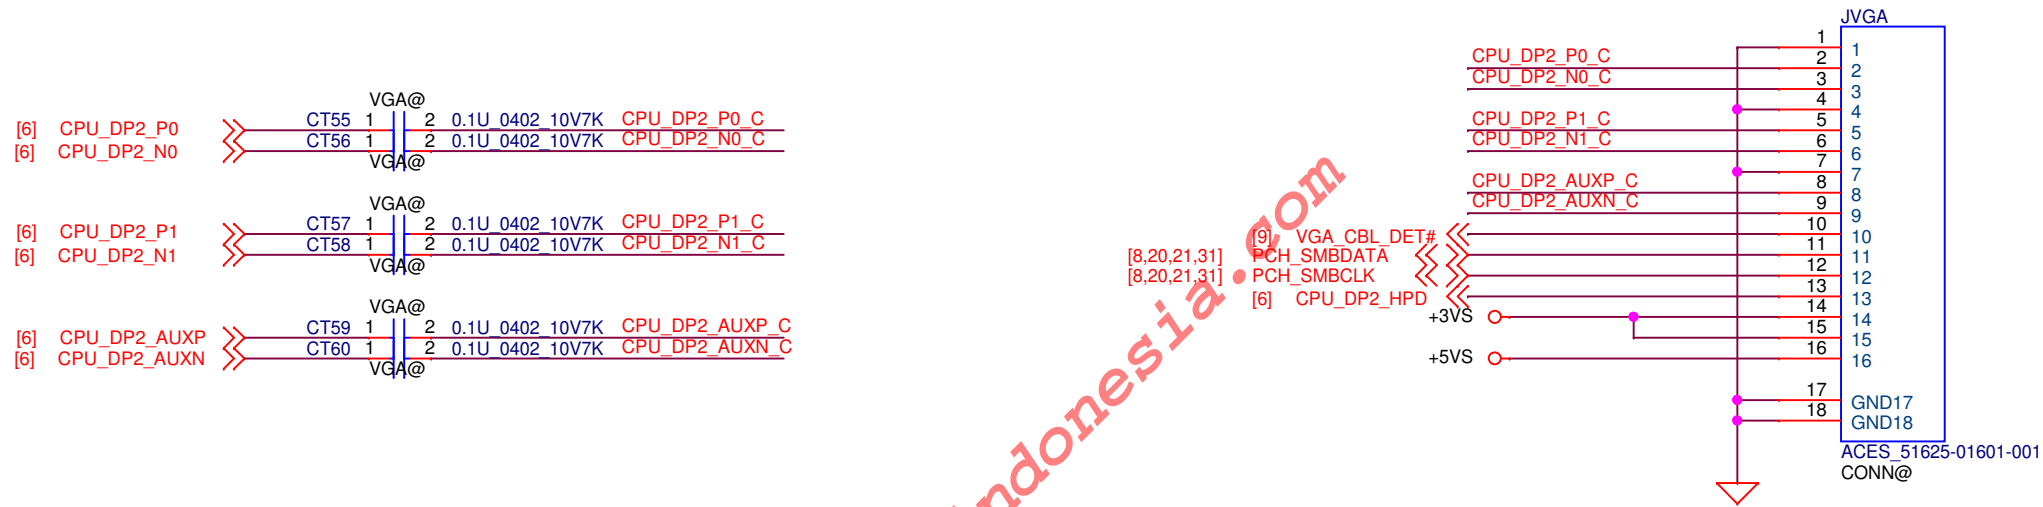 VGA@
[6] CPU_DP2_P0 CT55 1 2 0.1U_0402_10V7K CPU_DP2_P0_C
[6] CPU_DP2_N0 CT56 1 2 0.1U_0402_10V7K CPU_DP2_N0_C
VGA@
VGA@
[6] CPU_DP2_P1 CT57 1 2 0.1U_0402_10V7K CPU_DP2_P1_C
[6] CPU_DP2_N1 CT58 1 2 0.1U_0402_10V7K CPU_DP2_N1_C
VGA@
VGA@
[6] CPU_DP2_AUXP CT59 1 2 0.1U_0402_10V7K CPU_DP2_AUXP_C
[6] CPU_DP2_AUXN CT60 1 2 0.1U_0402_10V7K CPU_DP2_AUXN_C
VGA@
JVGA
1 1
CPU_DP2_P0_C 2 2
CPU_DP2_N0_C 3 3
4 4
CPU_DP2_P1_C 5 5
CPU_DP2_N1_C 6 6
7 7
CPU_DP2_AUXP_C 8 8
CPU_DP2_AUXN_C 9 9
[9] VGA_CBL_DET# 10 10
[8,20,21,31] PCH_SMBDATA 11 11
[8,20,21,31] PCH_SMBCLK 12 12
[6] CPU_DP2_HPD 13 13
+3VS 14 14
15 15
+5VS 16 16
17 GND17
18 GND18
ACES_51625-01601-001
CONN@
ndonesia.com